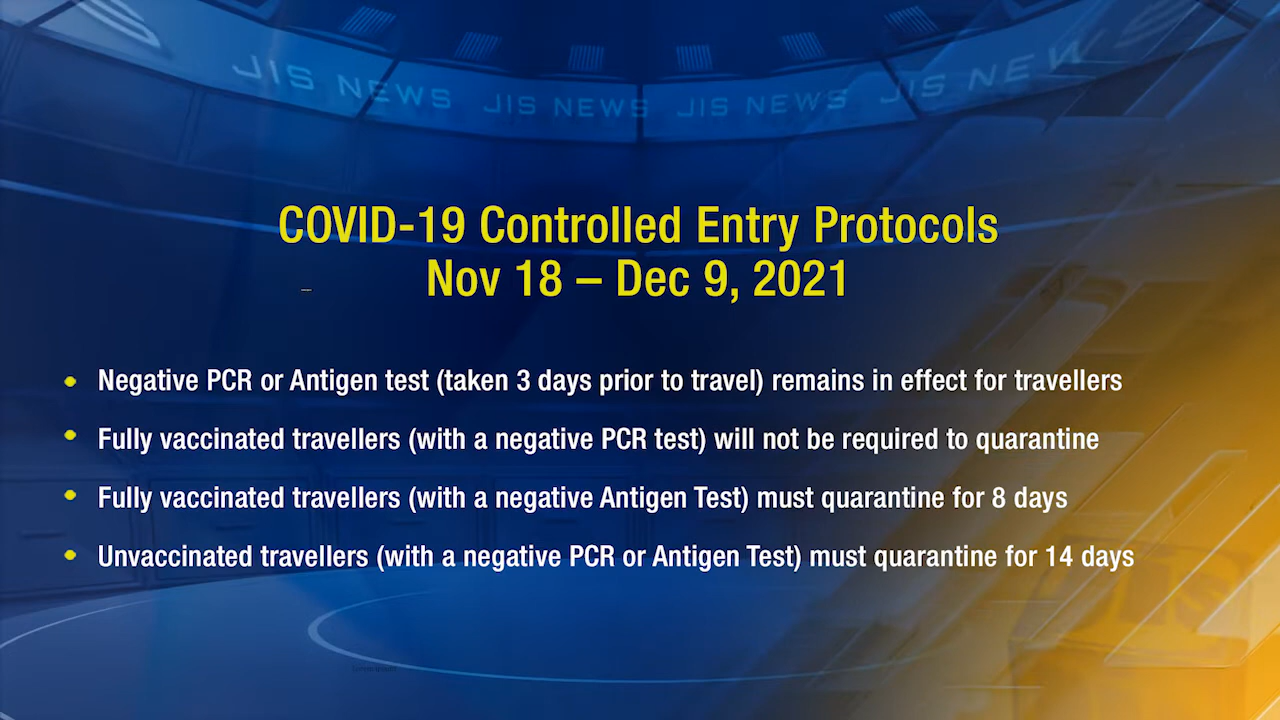 JIS NEWS JIS NEWS JIS NEWS JIS NEW
COVID-19 Controlled Entry Protocols
Nov 18 – Dec 9, 2021
• Negative PCR or Antigen test (taken 3 days prior to travel) remains in effect for travellers
• Fully vaccinated travellers (with a negative PCR test) will not be required to quarantine
• Fully vaccinated travellers (with a negative Antigen Test) must quarantine for 8 days
• Unvaccinated travellers (with a negative PCR or Antigen Test) must quarantine for 14 days
JIS